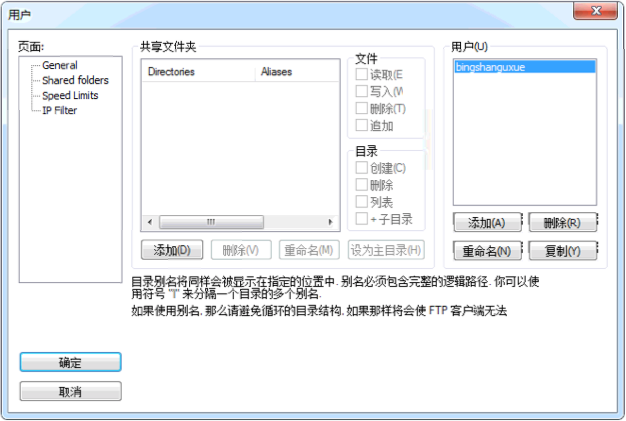 用户
页面:
General
Shared folders
Speed Limits
IP Filter
共享文件夹
Directories Aliases
文件
读取(E
写入(W
删除(T)
追加
目录
创建(C)
删除
列表
+子目录
添加(D) 删除(V) 重命名(M) 设为主目录(H)
用户(U)
bingshanguxue
添加(A) 删除(R)
重命名(N) 复制(Y)
目录别名将同样会被显示在指定的位置中. 别名必须包含完整的逻辑路径. 你可以使
用符号 "|" 来分隔一个目录的多个别名.
如果使用别名, 那么请避免循环的目录结构, 如果那样将会使 FTP 客户端无法
确定
取消